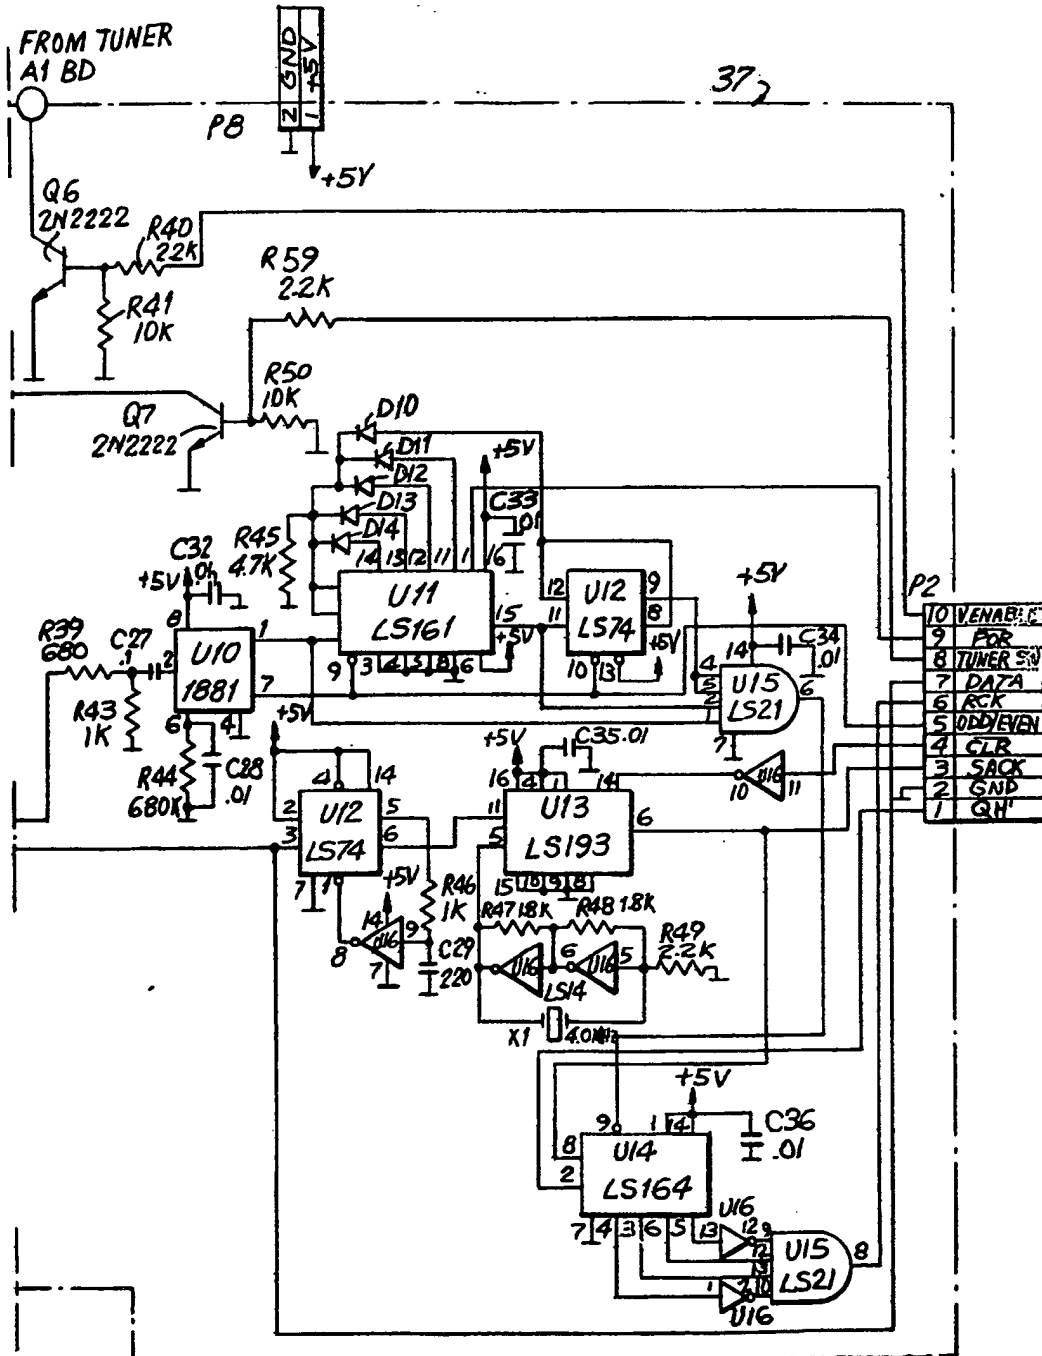 FROM TUNER
A1 BD
2 GND
1 +5V
37
P8
+5V
Q6
2N2222
R40
22K
R59
2.2K
R41
10K
R50
10K
Q7
2N2222
D10
D11
D12
D13
D14
+5V
C33
.01
R45
4.7K
14 13 12 11 1 16
C32
+5V
8
U11
LS161
15
+5V
9 3 4 5 8 6
U12
LS74
12
11
9
8
10 13
+5V
+5V
14
C34
.01
4
5
2
1
U15
LS21
6
7
P2
10 V.ENABLE
9 FOR
8 TUNER SW
7 DATA
6 RCK
5 ODD/EVEN
4 CLR
3 SACK
2 GND
1 QH'
R39
680
C27
.1
2
U10
1881
1
7
6 4
R43
1K
R44
680K
C28
.01
+5V
4 14
2
3
U12
LS74
5
6
7 1
+5V
14
U16
9
8
7
R46
1K
C29
220
+5V
C35 .01
16 4 1 14
11
5
U13
LS193
6
15 10 9 8
U16
10 11
R47 1.8K
R48 1.8K
R49
2.2K
U16
6
U16
5
LS14
X1
4.0MHz
+5V
9 1 14
C36
.01
8
2
U14
LS164
7 4 3 6 5 13
U16
12 9
12
13
10
U15
LS21
8
1 2
U16